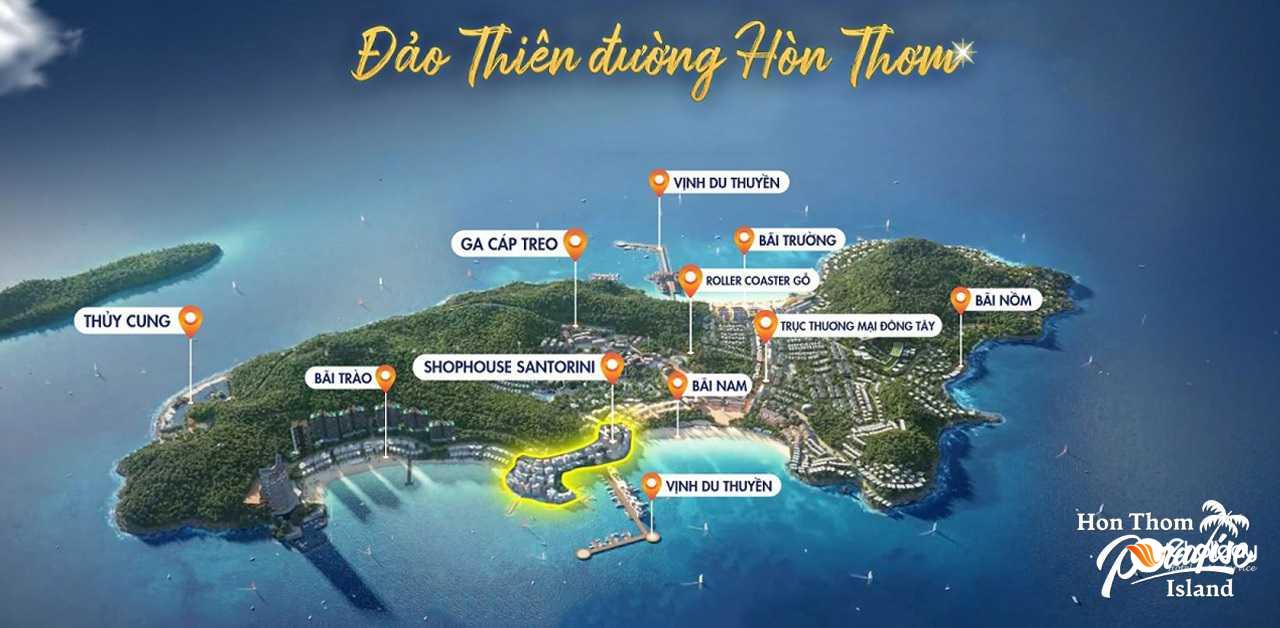 Đảo Thiên đường Hòn Thơm
VỊNH DU THUYỀN
GA CÁP TREO
BÃI TRƯỜNG
ROLLER COASTER GỖ
BÃI NỒM
THỦY CUNG
TRỤC THƯƠNG MẠI ĐÔNG TÂY
SHOPHOUSE SANTORINI
BÃI TRÀO
BÃI NAM
VỊNH DU THUYỀN
Hon Thom
Paradise
Island